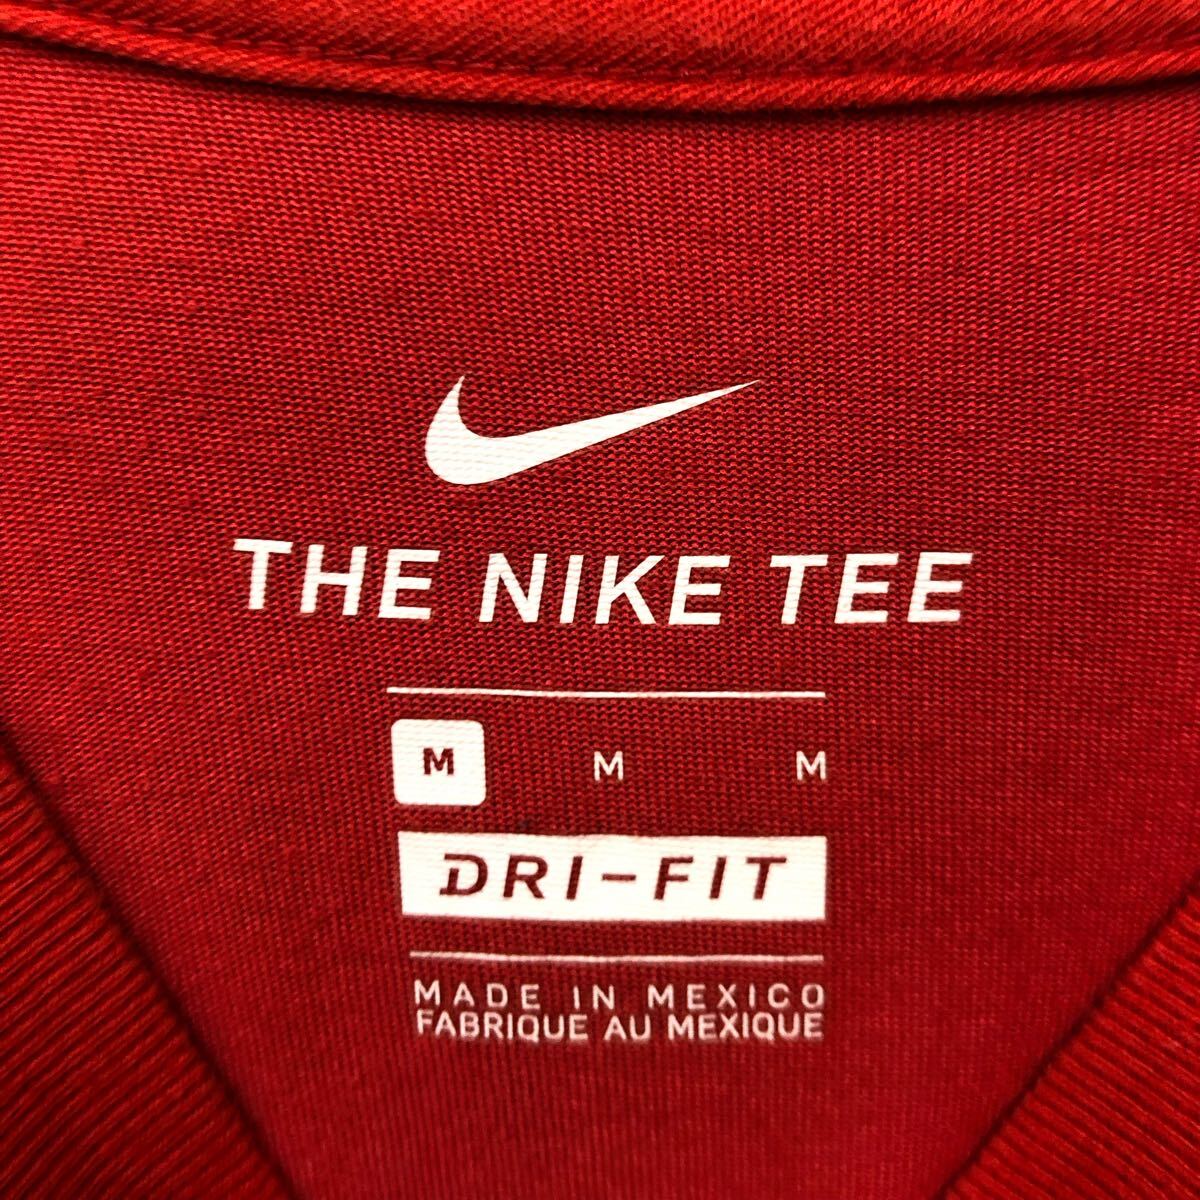 THE NIKE TEE
M M M
DRI-FIT
MADE IN MEXICO
FABRIQUE AU MEXIQUE